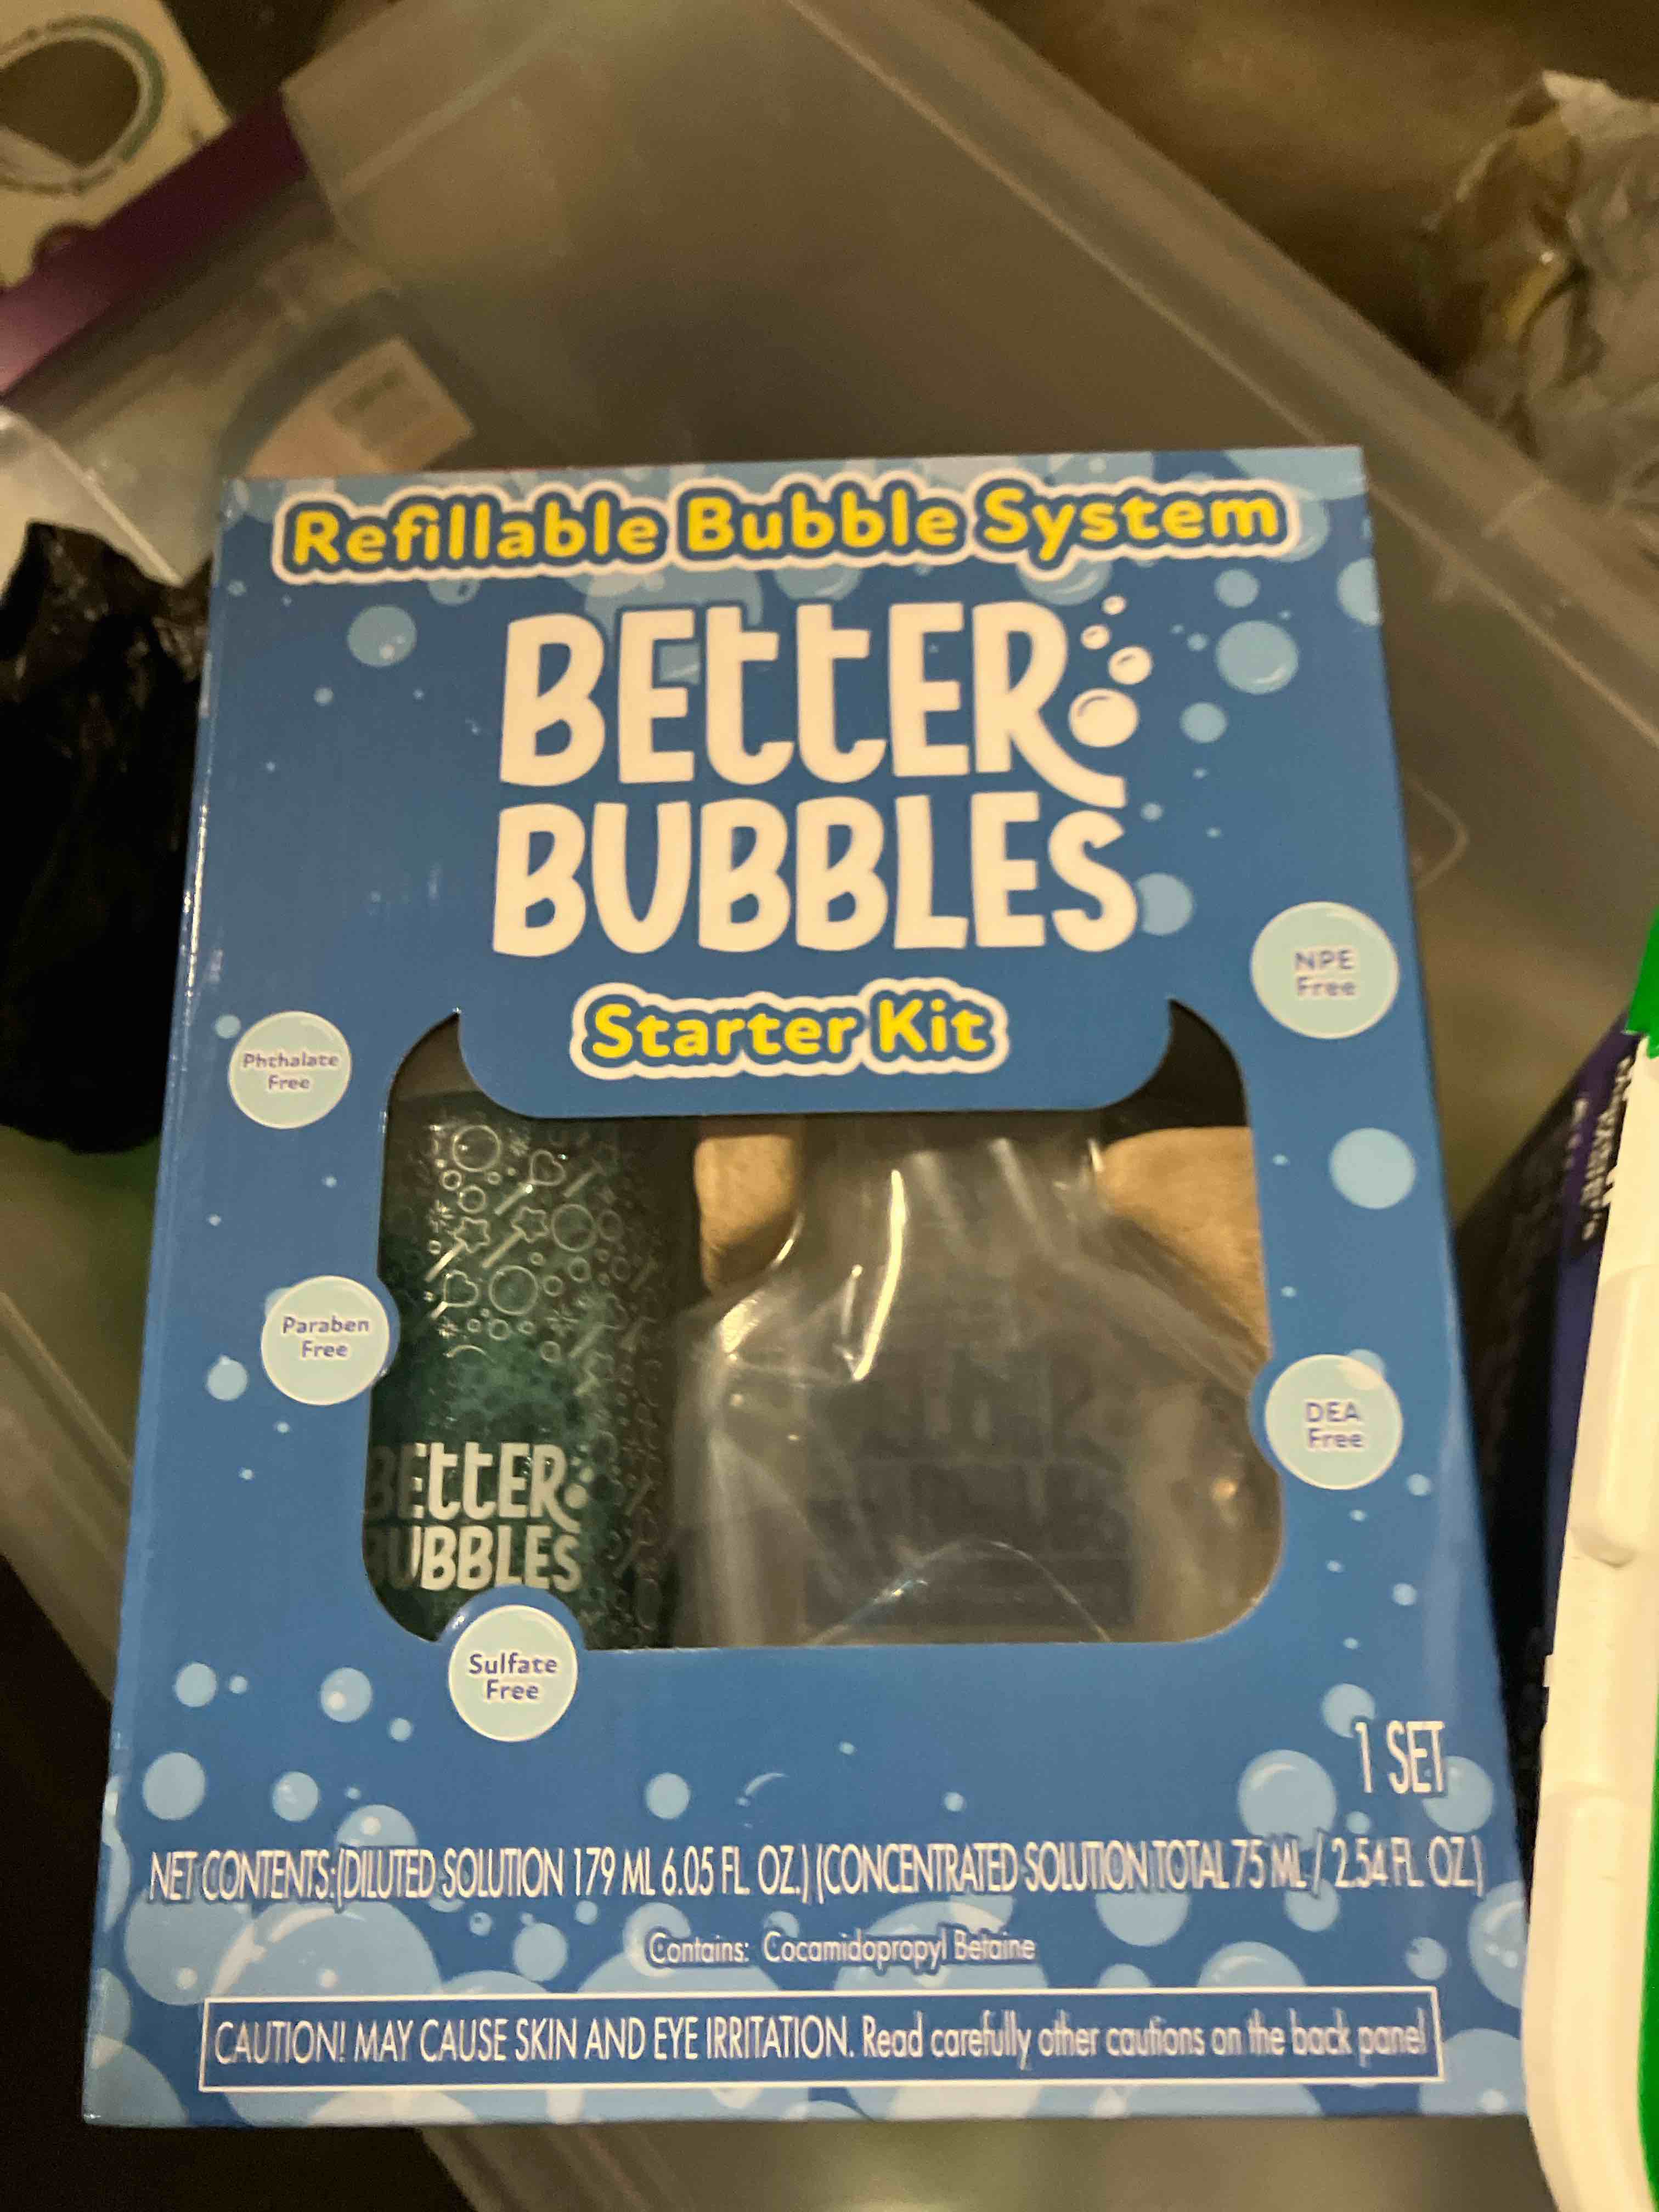 Refillable Bubble System
BEttER
BUBBLES
Starter Kit
NPE
Free
Phthalate
Free
Paraben
Free
DEA
Free
BEttER
BUBBLES
Sulfate
Free
1 SET
NET CONTENTS:(DILUTED SOLUTION 179 ML 6.05 FL. OZ.) (CONCENTRATED SOLUTION TOTAL 75 ML / 2.54 FL. OZ.)
Contains: Cocamidopropyl Betaine
CAUTION! MAY CAUSE SKIN AND EYE IRRITATION. Read carefully other cautions on the back panel